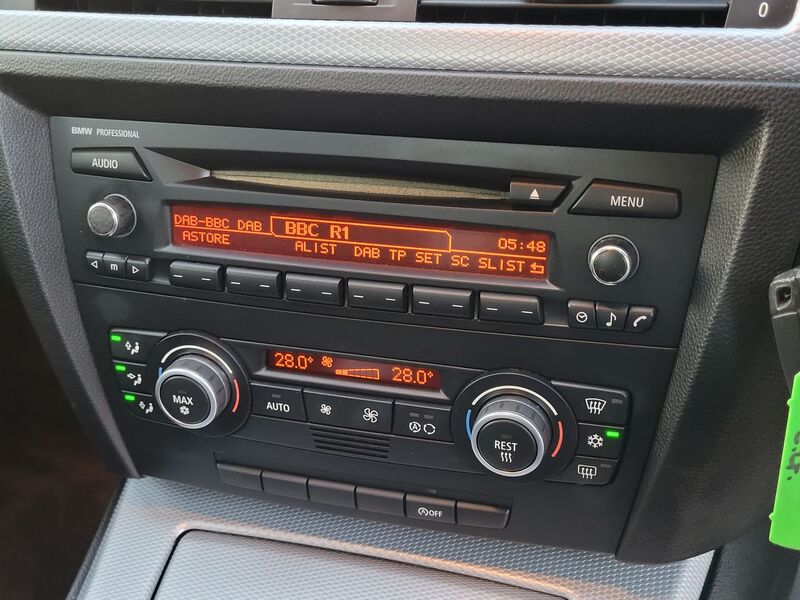 0
BMW PROFESSIONAL
AUDIO
MENU
DAB-BBC DAB
BBC R1
05:48
ASTORE
ALIST DAB TP SET SC SLIST
m
28.0°
28.0°
MAX
AUTO
A
REST
A OFF